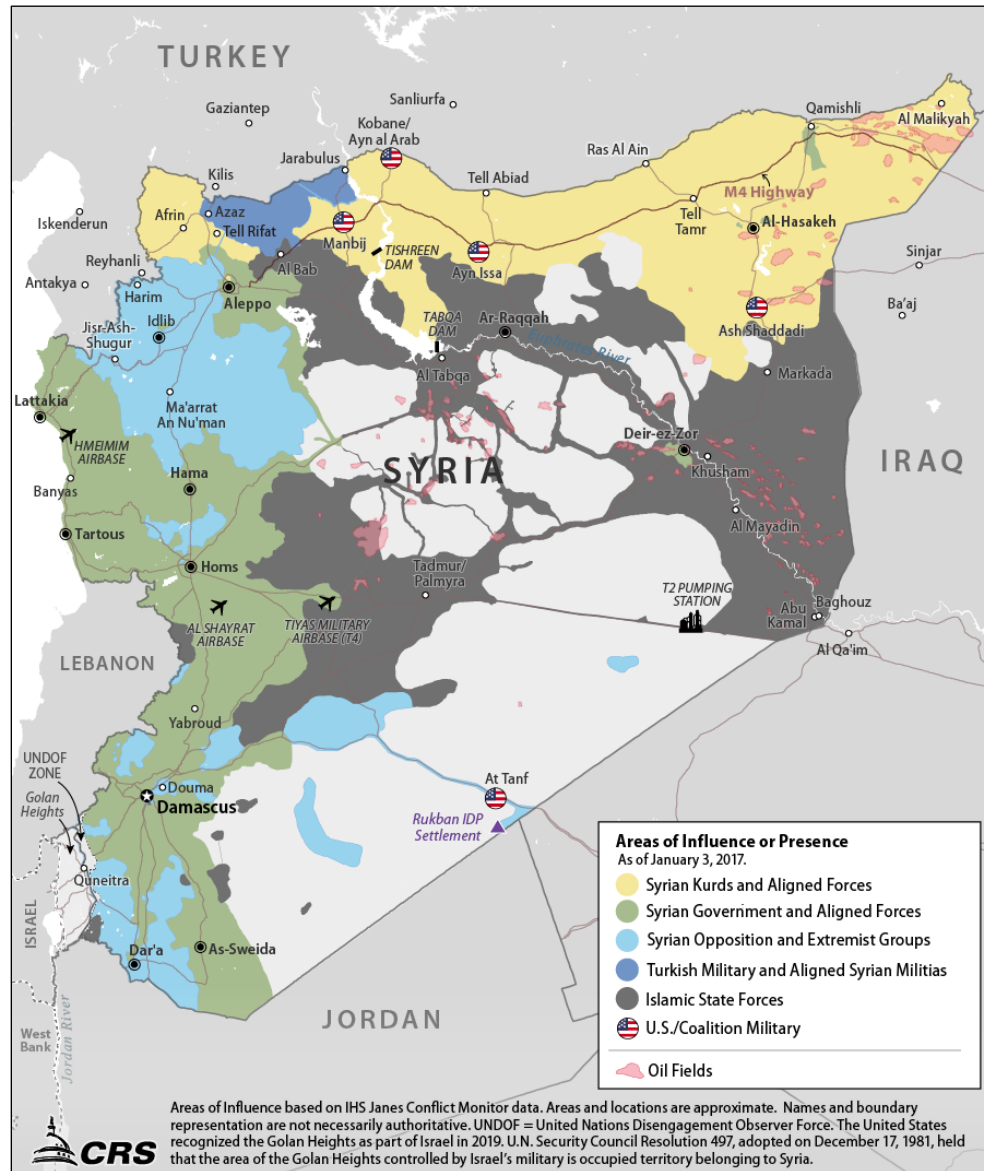 TURKEY
Sanliurfa
Gaziantep
Kobane/
Ayn al Arab
Qamishli
Al Malikyah
Jarabulus
Ras Al Ain
Kilis
Tell Abiad
M4 Highway
Iskenderun
Afrin
Azaz
Tell Rifat
Manbij
Tell
Tamr
Al-Hasakeh
Reyhanli
Al Bab
TISHREEN
DAM
Ayn Issa
Sinjar
Antakya
Harim
Aleppo
Ba'aj
Jisr-Ash-
Shugur
Idlib
TABQA
DAM
Ar-Raqqah
Euphrates River
Ash Shaddadi
Al Tabqa
Markada
Lattakia
Ma'arrat
An Nu'man
HMEIMIM
AIRBASE
Deir-ez-Zor
SYRIA
IRAQ
Khusham
Banyas
Hama
Al Mayadin
Tartous
Homs
Tadmur/
Palmyra
T2 PUMPING
STATION
AL SHAYRAT
AIRBASE
TIYAS MILITARY
AIRBASE (T4)
Abu
Kamal
Baghouz
Al Qa'im
LEBANON
Yabroud
UNDOF
ZONE
Golan
Heights
Douma
Damascus
At Tanf
Rukban IDP
Settlement
Quneitra
ISRAEL
Dar'a
As-Sweida
JORDAN
West
Bank
Jordan River
Areas of Influence or Presence
As of January 3, 2017.
Syrian Kurds and Aligned Forces
Syrian Government and Aligned Forces
Syrian Opposition and Extremist Groups
Turkish Military and Aligned Syrian Militias
Islamic State Forces
U.S./Coalition Military
Oil Fields
Areas of Influence based on IHS Janes Conflict Monitor data. Areas and locations are approximate. Names and boundary
representation are not necessarily authoritative. UNDOF = United Nations Disengagement Observer Force. The United States
recognized the Golan Heights as part of Israel in 2019. U.N. Security Council Resolution 497, adopted on December 17, 1981, held
that the area of the Golan Heights controlled by Israel's military is occupied territory belonging to Syria.
CRS